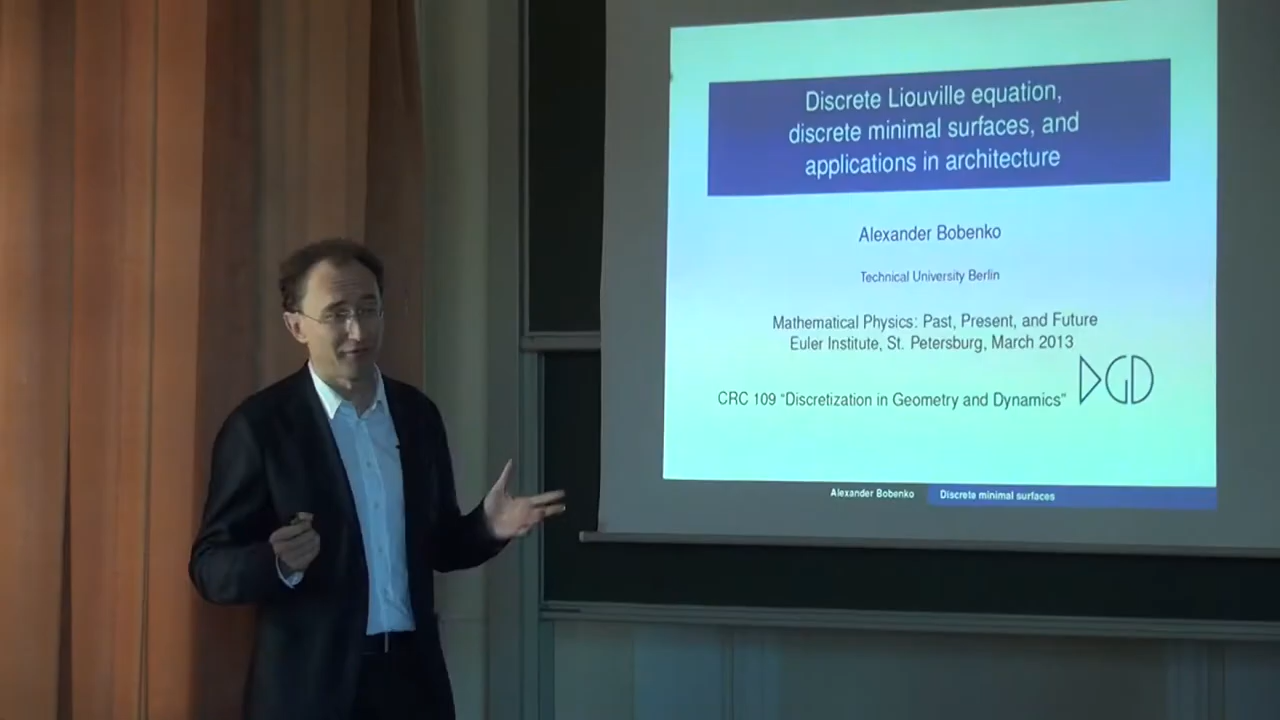 Discrete Liouville equation,
discrete minimal surfaces, and
applications in architecture
Alexander Bobenko
Technical University Berlin
Mathematical Physics: Past, Present, and Future
Euler Institute, St. Petersburg, March 2013
CRC 109 “Discretization in Geometry and Dynamics”
DGD
Alexander Bobenko Discrete minimal surfaces